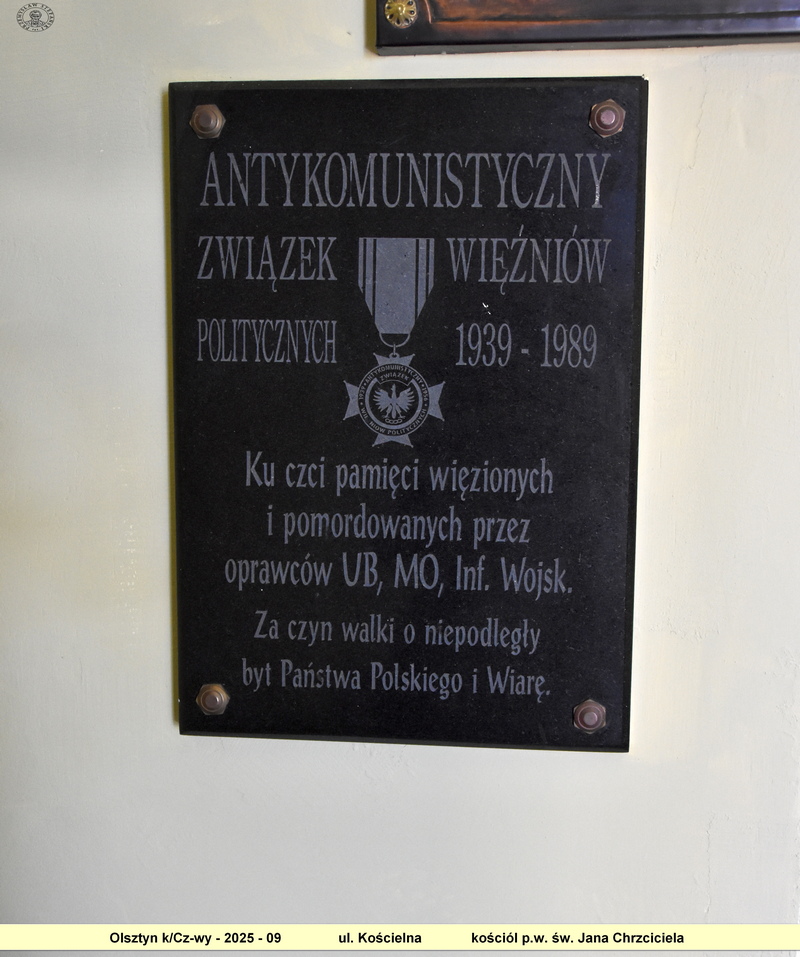 ANTYKOMUNISTYCZNY
ZWIĄZEK WIĘŹNIÓW
POLITYCZNYCH 1939 - 1989
ZWIĄZEK
Ku czci pamięci więzionych
i pomordowanych przez
oprawców UB, MO, Inf. Wojsk.
Za czyn walki o niepodległy
byt Państwa Polskiego i Wiarę.
Olsztyn k/Cz-wy - 2025 - 09 ul. Kościelna kościół p.w. św. Jana Chrzciciela